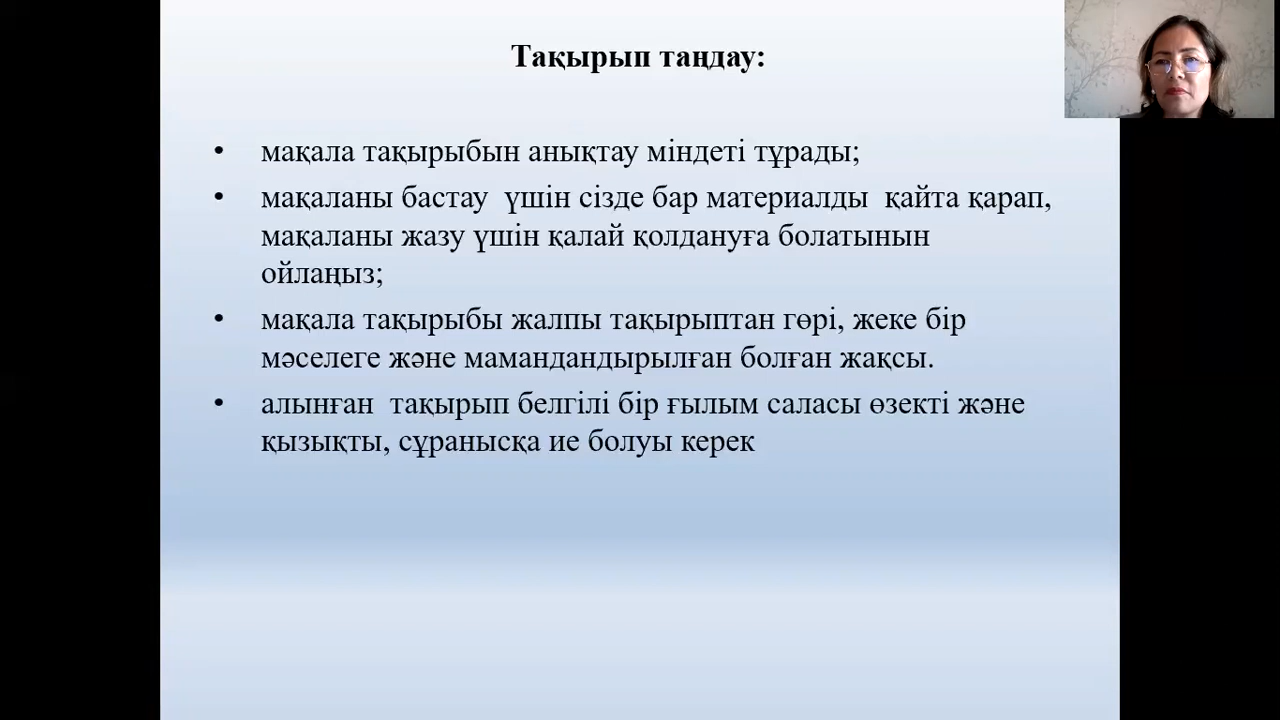 Тақырып таңдау:
• мақала тақырыбын анықтау міндеті тұрады;
• мақаланы бастау үшін сізде бар материалды қайта қарап,
мақаланы жазу үшін қалай қолдануға болатынын
ойлаңыз;
• мақала тақырыбы жалпы тақырыптан гөрі, жеке бір
мәселеге және мамандандырылған болған жақсы.
• алынған тақырып белгілі бір ғылым саласы өзекті және
қызықты, сұранысқа ие болуы керек